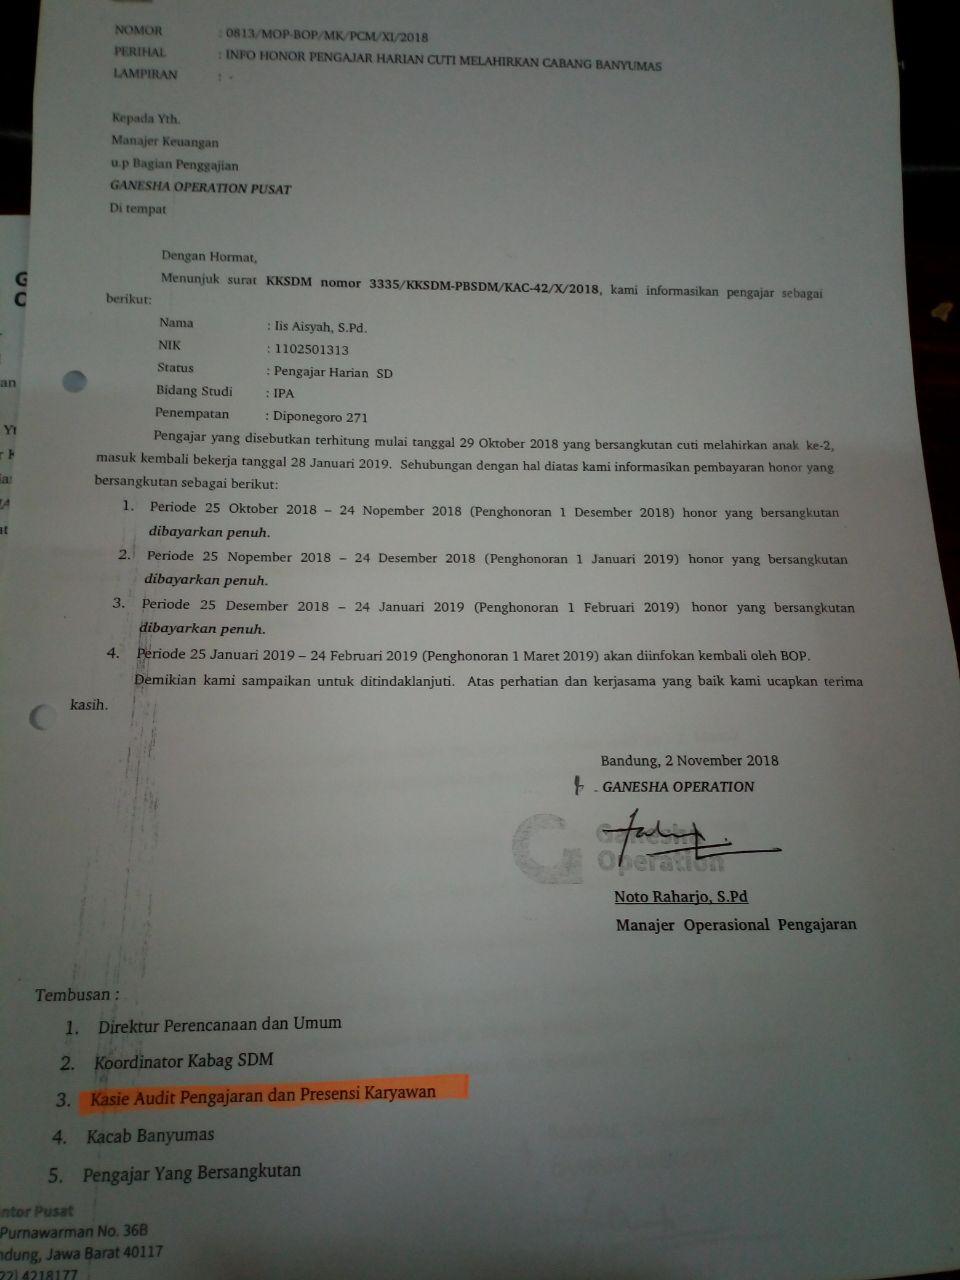 NOMOR : 0813/MOP-BOP/MK/PCM/XI/2018
PERIHAL : INFO HONOR PENGAJAR HARIAN CUTI MELAHIRKAN CABANG BANYUMAS
LAMPIRAN : -
Kepada Yth.
Manajer Keuangan
u.p Bagian Penggajian
GANESHA OPERATION PUSAT
Di tempat
Dengan Hormat,
Menunjuk surat KKSDM nomor 3335/KKSDM-PBSDM/KAC-42/X/2018, kami informasikan pengajar sebagai
berikut:
Nama : Iis Aisyah, S.Pd.
NIK : 1102501313
Status : Pengajar Harian SD
Bidang Studi : IPA
Penempatan : Diponegoro 271
Pengajar yang disebutkan terhitung mulai tanggal 29 Oktober 2018 yang bersangkutan cuti melahirkan anak ke-2,
masuk kembali bekerja tanggal 28 Januari 2019. Sehubungan dengan hal diatas kami informasikan pembayaran honor yang
bersangkutan sebagai berikut:
1. Periode 25 Oktober 2018 – 24 Nopember 2018 (Penghonoran 1 Desember 2018) honor yang bersangkutan
dibayarkan penuh.
2. Periode 25 Nopember 2018 – 24 Desember 2018 (Penghonoran 1 Januari 2019) honor yang bersangkutan
dibayarkan penuh.
3. Periode 25 Desember 2018 – 24 Januari 2019 (Penghonoran 1 Februari 2019) honor yang bersangkutan
dibayarkan penuh.
4. Periode 25 Januari 2019 – 24 Februari 2019 (Penghonoran 1 Maret 2019) akan diinfokan kembali oleh BOP.
Demikian kami sampaikan untuk ditindaklanjuti. Atas perhatian dan kerjasama yang baik kami ucapkan terima
kasih.
Bandung, 2 November 2018
GANESHA OPERATION
Ganesha
Operation
Noto Raharjo, S.Pd
Manajer Operasional Pengajaran
Tembusan :
1. Direktur Perencanaan dan Umum
2. Koordinator Kabag SDM
3. Kasie Audit Pengajaran dan Presensi Karyawan
4. Kacab Banyumas
5. Pengajar Yang Bersangkutan
ntor Pusat
Purnawarman No. 36B
ndung, Jawa Barat 40117
22) 4218177